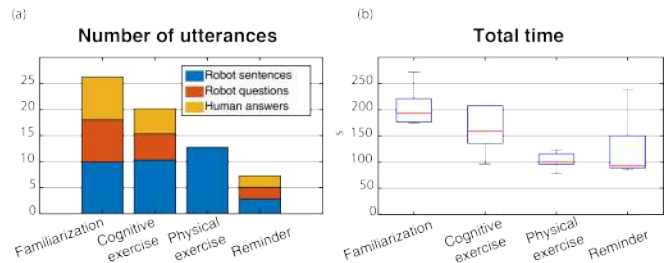 (a)
Number of utterances
Robot sentences
Robot questions
Human answers
25
20
15
10
5
0
Familiarization
Cognitive
exercise
Physical
exercise
Reminder
(b)
Total time
s
250
200
150
100
50
0
Familiarization
Cognitive
exercise
Physical
exercise
Reminder